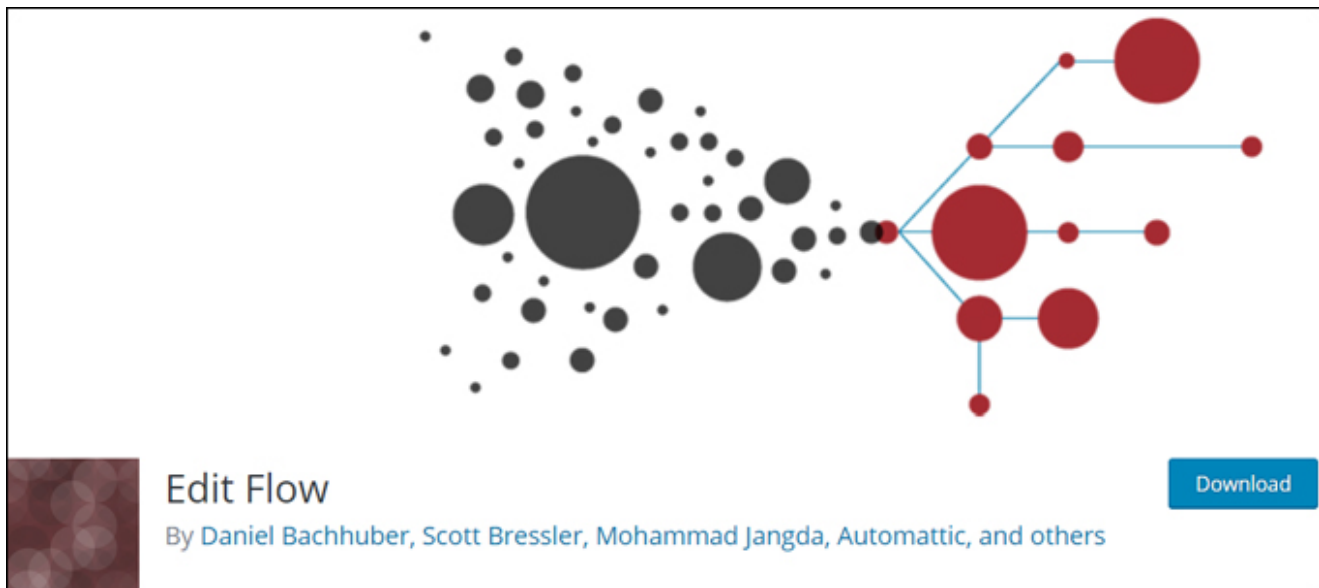 Edit Flow
Download
By Daniel Bachhuber, Scott Bressler, Mohammad Jangda, Automattic, and others